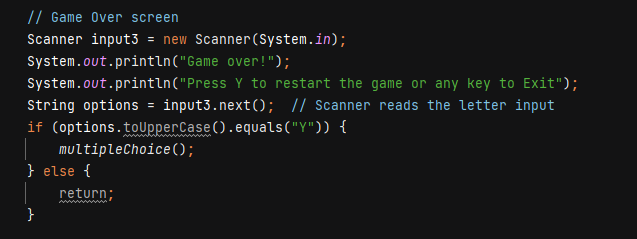 // Game Over screen
Scanner input3 = new Scanner(System.in);
System.out.println("Game over!");
System.out.println("Press Y to restart the game or any key to Exit");
String options = input3.next();  // Scanner reads the letter input
if (options.toUpperCase().equals("Y")) {
    multipleChoice();
} else {
    return;
}